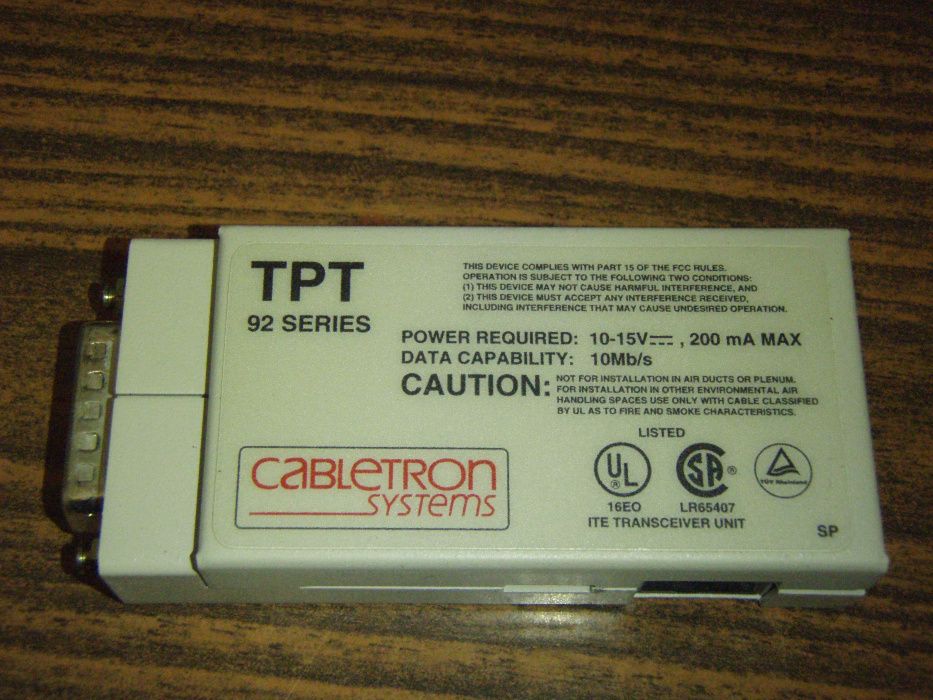 TPT
92 SERIES
THIS DEVICE COMPLIES WITH PART 15 OF THE FCC RULES.
OPERATION IS SUBJECT TO THE FOLLOWING TWO CONDITIONS:
(1) THIS DEVICE MAY NOT CAUSE HARMFUL INTERFERENCE, AND
(2) THIS DEVICE MUST ACCEPT ANY INTERFERENCE RECEIVED,
INCLUDING INTERFERENCE THAT MAY CAUSE UNDESIRED OPERATION.
POWER REQUIRED: 10-15V⎓, 200 mA MAX
DATA CAPABILITY: 10Mb/s
CAUTION: NOT FOR INSTALLATION IN AIR DUCTS OR PLENUM.
FOR INSTALLATION IN OTHER ENVIRONMENTAL AIR
HANDLING SPACES USE ONLY WITH CABLE CLASSIFIED
BY UL AS TO FIRE AND SMOKE CHARACTERISTICS.
CABLETRON
SYSTEMS
LISTED
UL® SA® TÜV Rheinland
16EO LR65407
ITE TRANSCEIVER UNIT
SP